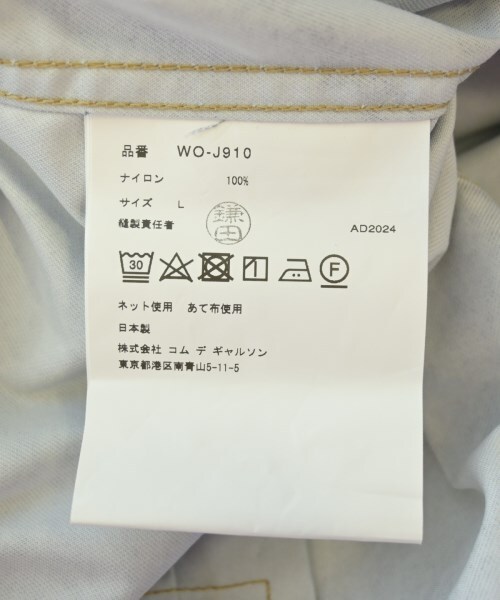 品番 WO-J910
ナイロン 100%
サイズ L
縫製責任者 鎌田
AD2024
30 F
ネット使用 あて布使用
日本製
株式会社 コム デ ギャルソン
東京都港区南青山5-11-5